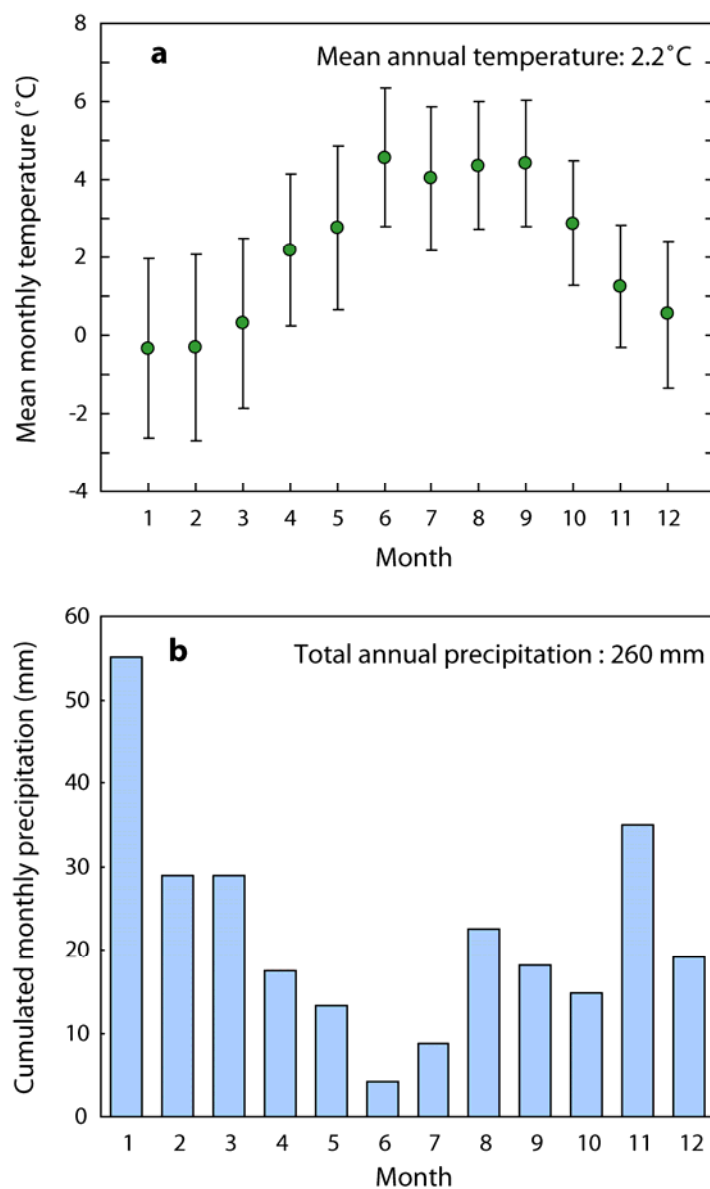 a
Mean annual temperature: 2.2˚C
Mean monthly temperature (˚C)
8
6
4
2
0
-2
-4
1 2 3 4 5 6 7 8 9 10 11 12
Month
b
Total annual precipitation : 260 mm
Cumulated monthly precipitation (mm)
60
50
40
30
20
10
0
1 2 3 4 5 6 7 8 9 10 11 12
Month